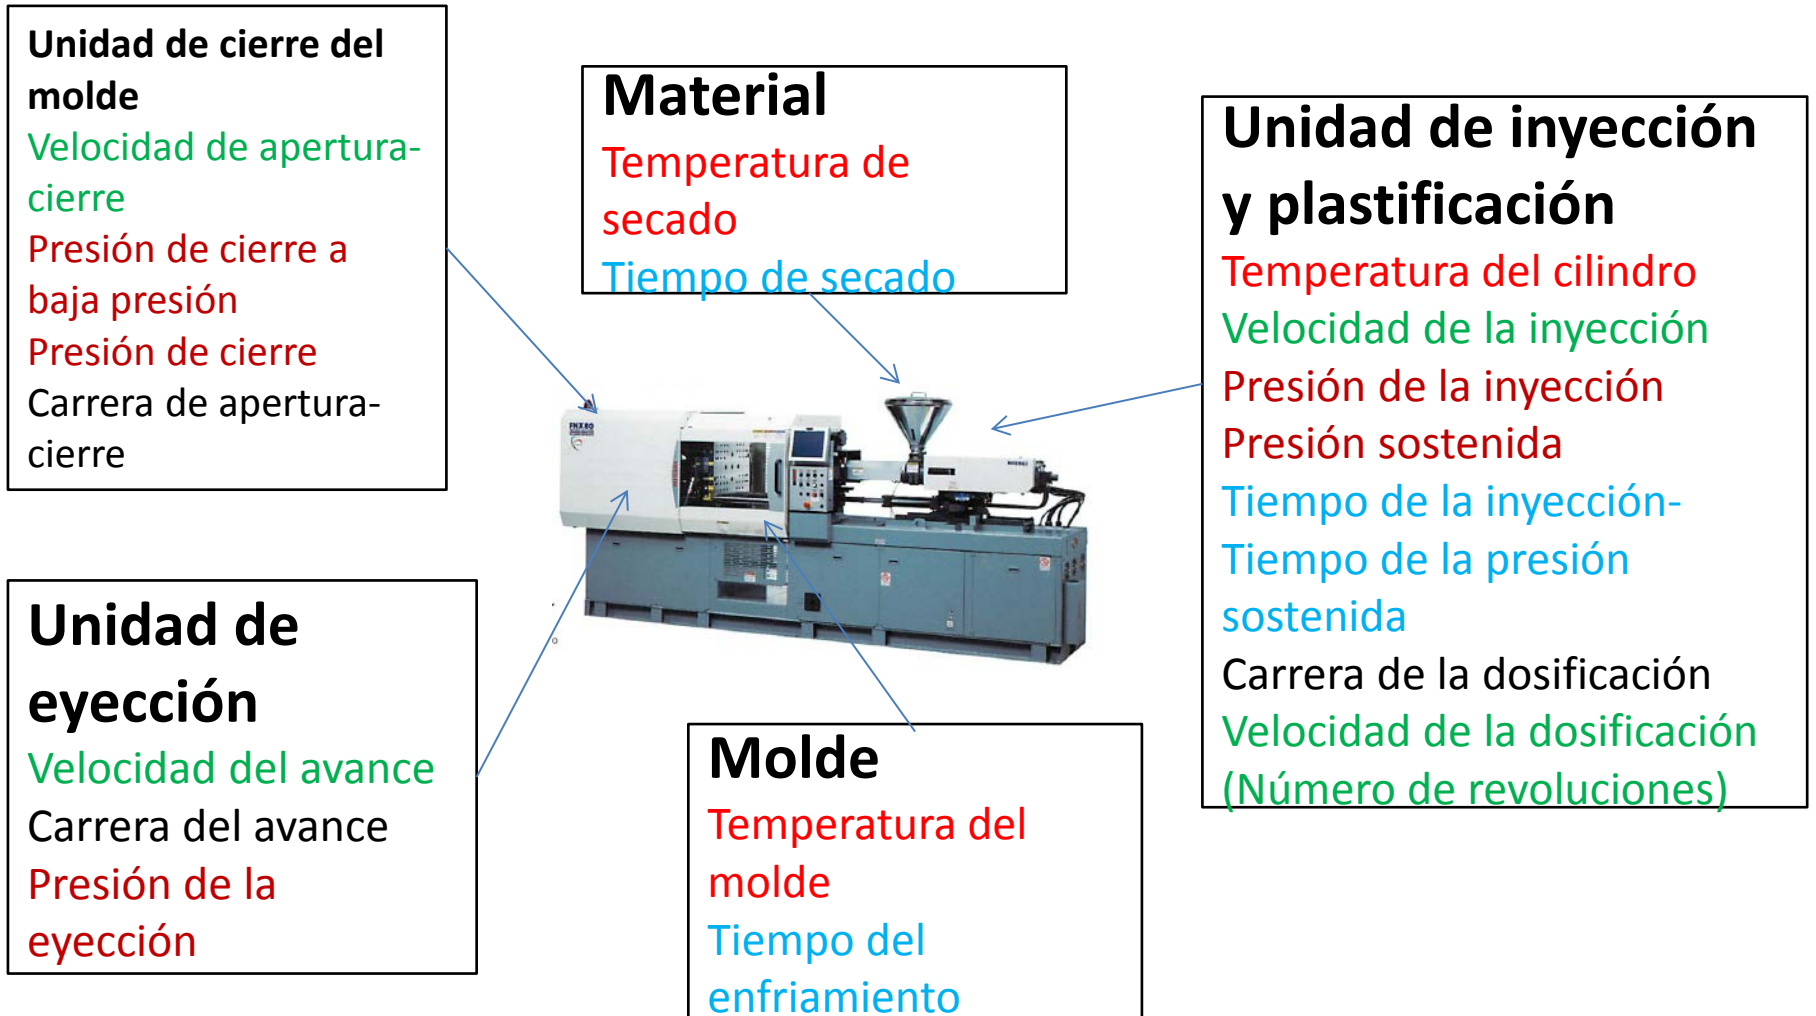 Unidad de cierre del
molde
Velocidad de apertura-
cierre
Presión de cierre a
baja presión
Presión de cierre
Carrera de apertura-
cierre
Material
Temperatura de
secado
Tiempo de secado
Unidad de inyección
y plastificación
Temperatura del cilindro
Velocidad de la inyección
Presión de la inyección
Presión sostenida
Tiempo de la inyección-
Tiempo de la presión
sostenida
Carrera de la dosificación
Velocidad de la dosificación
(Número de revoluciones)
FNX80
Unidad de
eyección
Velocidad del avance
Carrera del avance
Presión de la
eyección
Molde
Temperatura del
molde
Tiempo del
enfriamiento